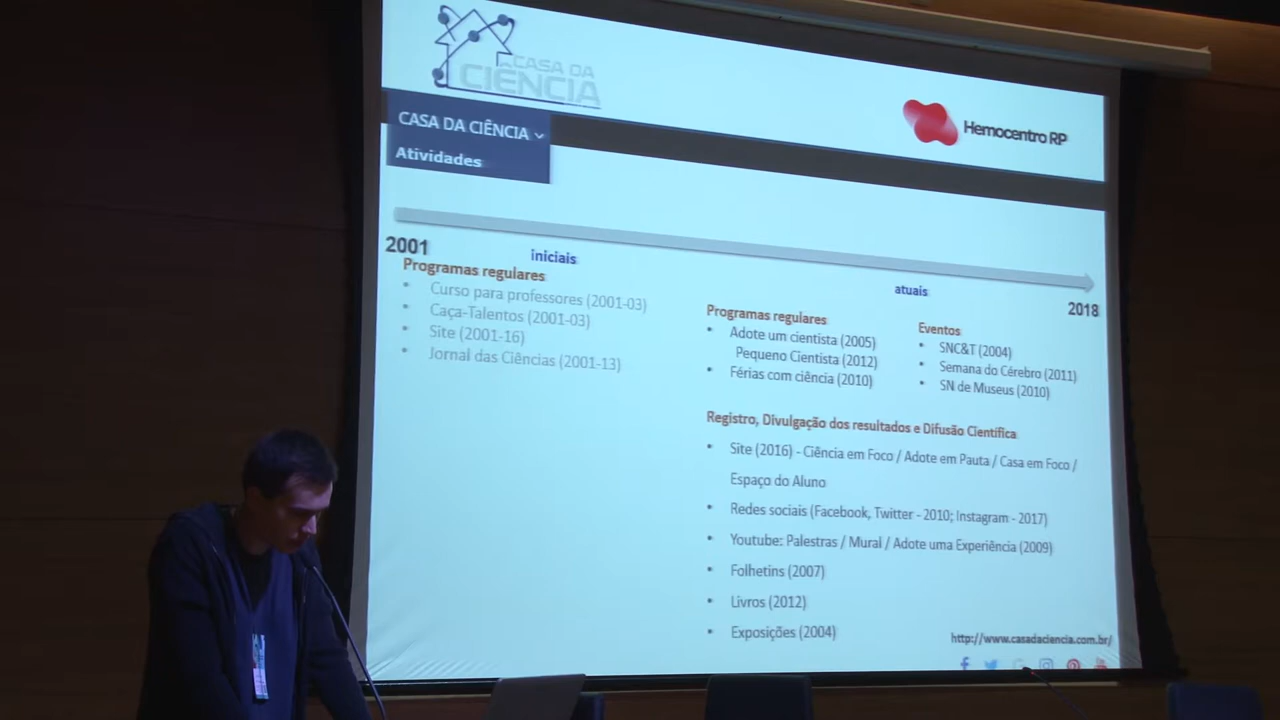 CASA DA
CIÊNCIA
Hemocentro RP
CASA DA CIÊNCIA
Atividades
2001
iniciais
Programas regulares
• Curso para professores (2001-03)
• Caça-Talentos (2001-03)
• Site (2001-16)
• Jornal das Ciências (2001-13)
atuais
2018
Programas regulares
• Adote um cientista (2005)
Pequeno Cientista (2012)
• Férias com ciência (2010)
Eventos
• SNC&T (2004)
• Semana do Cérebro (2011)
• SN de Museus (2010)
Registro, Divulgação dos resultados e Difusão Científica
• Site (2016) - Ciência em Foco / Adote em Pauta / Casa em Foco /
Espaço do Aluno
• Redes sociais (Facebook, Twitter - 2010; Instagram - 2017)
• Youtube: Palestras / Mural / Adote uma Experiência (2009)
• Folhetins (2007)
• Livros (2012)
• Exposições (2004)
http://www.casadaciencia.com.br/